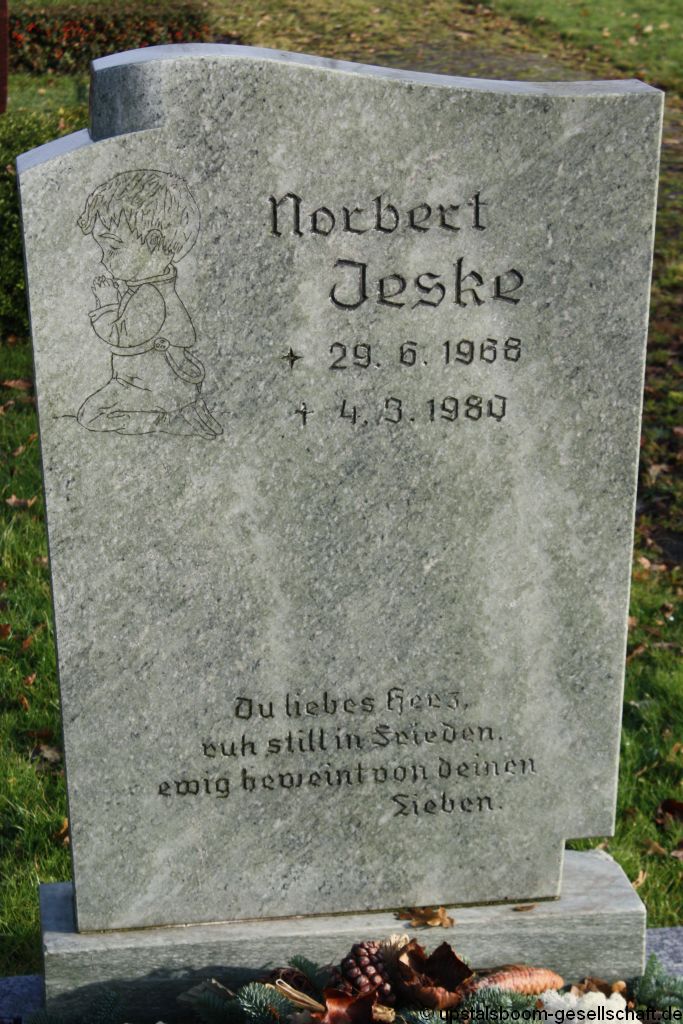 Norbert
Jeske
* 29. 6. 1968
† 4. 3. 1980
Du liebes Herz,
ruh still in Frieden,
ewig beweint von deinen
Lieben.
© upstalsboom-gesellschaft.de